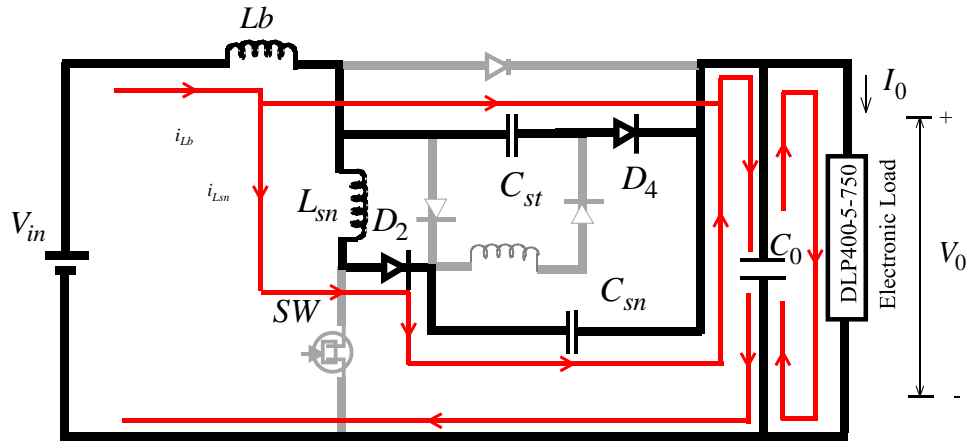 Lb
I0
iLb
+
Cst
D4
iLsn
Lsn
D2
Vin
C0
DLP400-5-750
Electronic Load
V0
SW
Csn
-